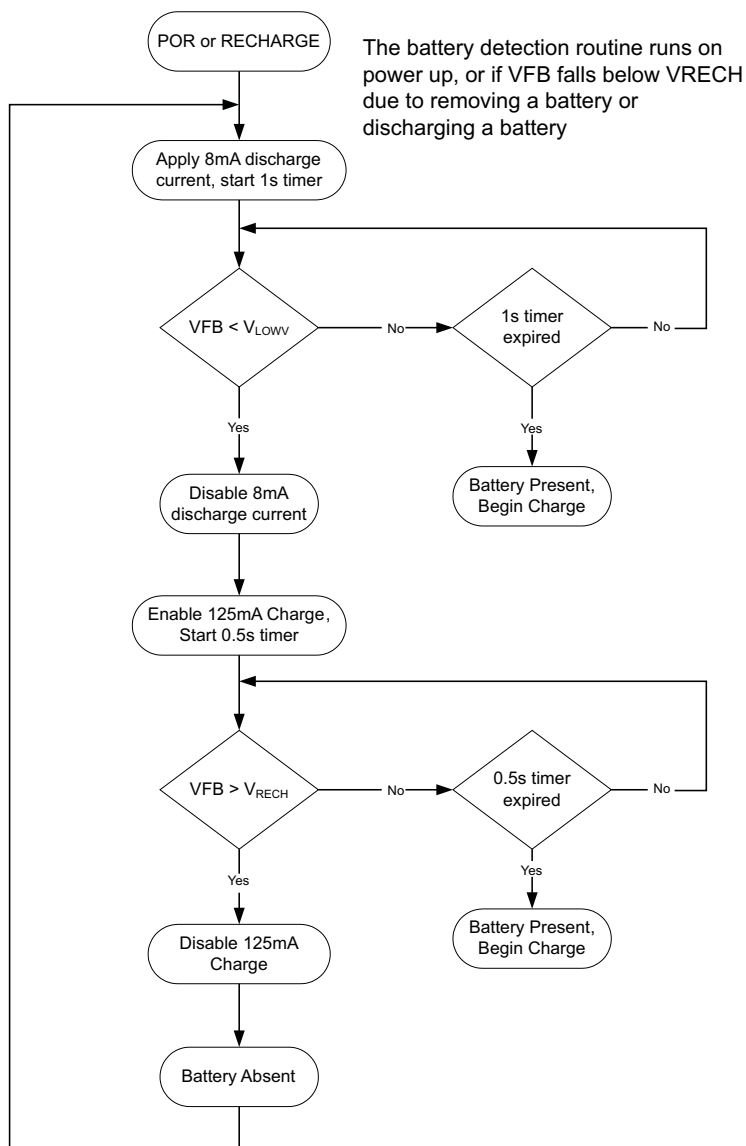 POR or RECHARGE
The battery detection routine runs on
power up, or if VFB falls below VRECH
due to removing a battery or
discharging a battery
Apply 8mA discharge
current, start 1s timer
VFB < VLOWV
No
1s timer
expired
No
Yes
Yes
Disable 8mA
discharge current
Battery Present,
Begin Charge
Enable 125mA Charge,
Start 0.5s timer
VFB > VRECH
No
0.5s timer
expired
No
Yes
Yes
Disable 125mA
Charge
Battery Present,
Begin Charge
Battery Absent